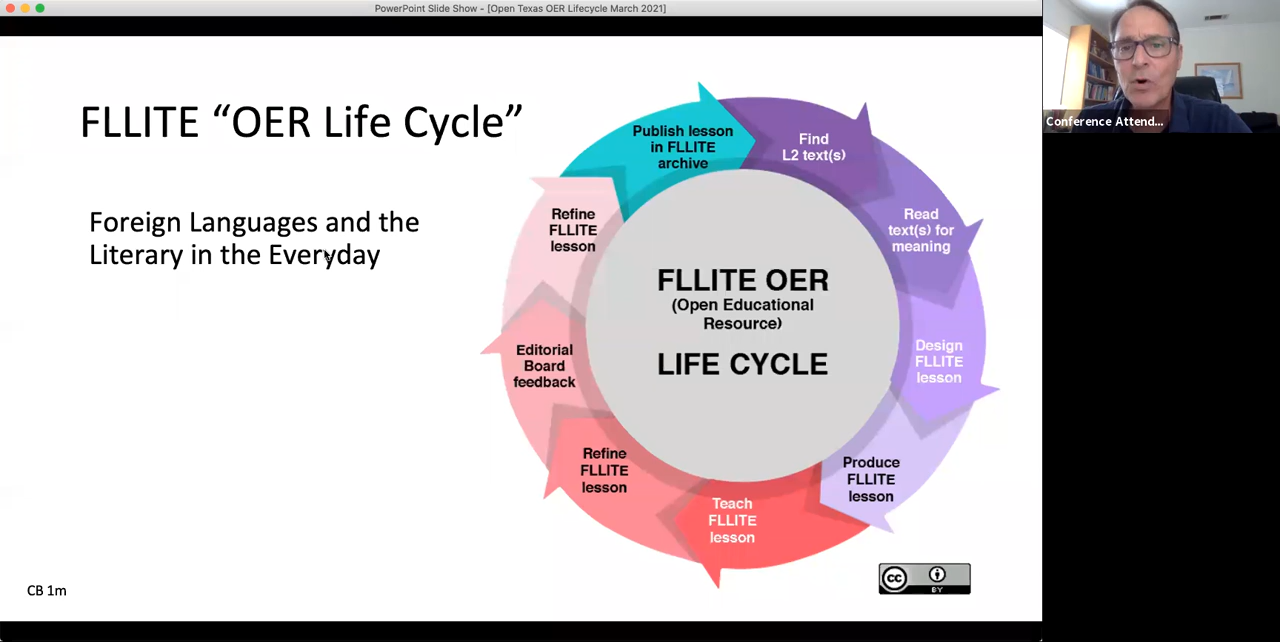 PowerPoint Slide Show - [Open Texas OER Lifecycle March 2021]
FLLITE “OER Life Cycle”
Foreign Languages and the
Literary in the Everyday
Publish lesson
in FLLITE
archive
Find
L2 text(s)
Read
text(s) for
meaning
Design
FLLITE
lesson
Produce
FLLITE
lesson
Teach
FLLITE
lesson
Refine
FLLITE
lesson
Editorial
Board
feedback
Refine
FLLITE
lesson
FLLITE OER
(Open Educational
Resource)
LIFE CYCLE
cc
BY
CB 1m
Conference Attend...